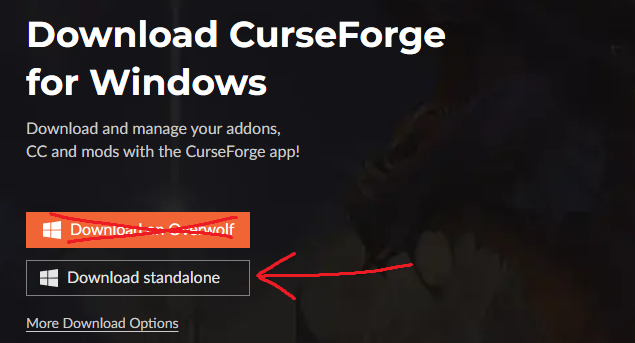 Download CurseForge
for Windows
Download and manage your addons,
CC and mods with the CurseForge app!
Download on Overwolf
Download standalone
More Download Options